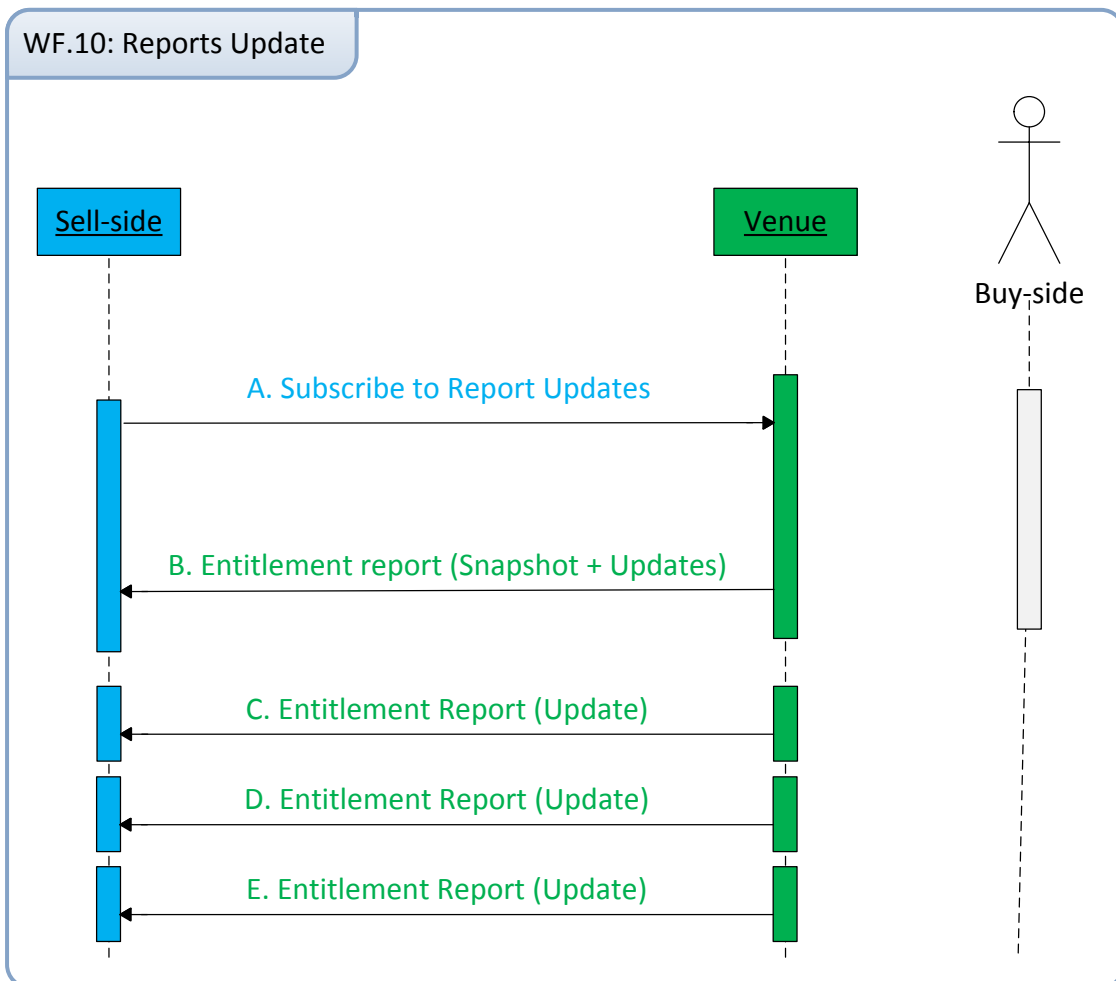 WF.10: Reports Update
Sell-side
Venue
Buy-side
A. Subscribe to Report Updates
B. Entitlement report (Snapshot + Updates)
C. Entitlement Report (Update)
D. Entitlement Report (Update)
E. Entitlement Report (Update)